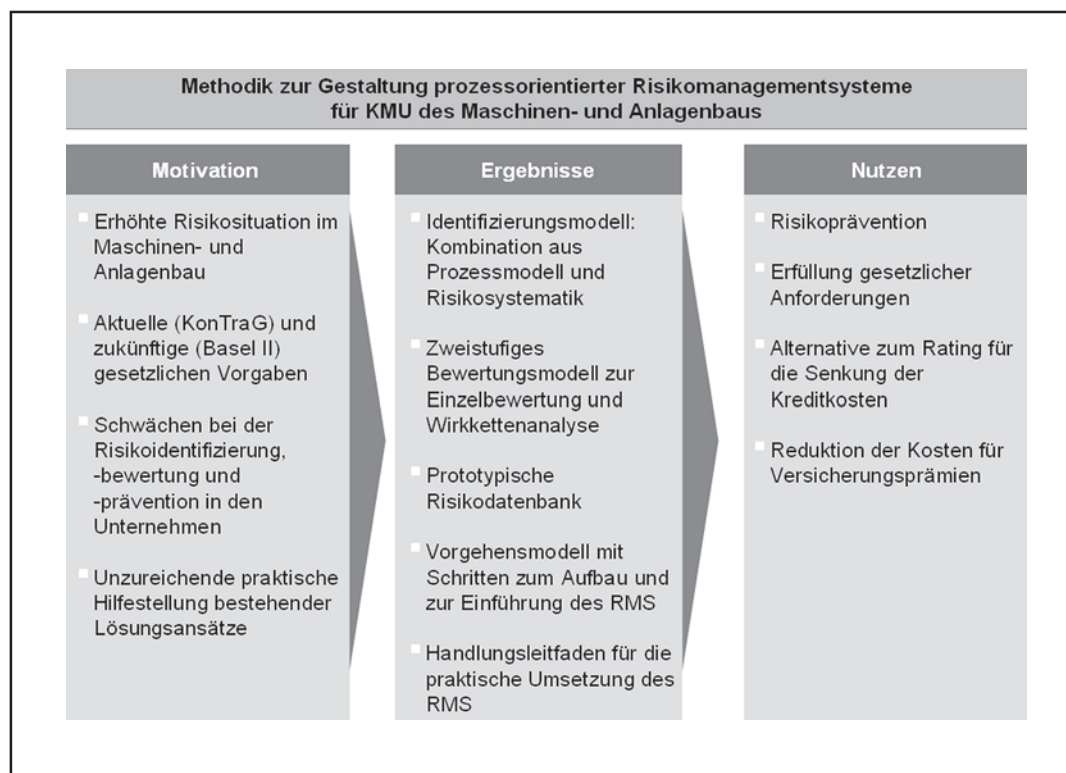 Methodik zur Gestaltung prozessorientierter Risikomanagementsysteme
für KMU des Maschinen- und Anlagenbaus
Motivation
Erhöhte Risikosituation im
Maschinen- und
Anlagenbau
Aktuelle (KonTraG) und
zukünftige (Basel II)
gesetzlichen Vorgaben
Schwächen bei der
Risikoidentifizierung,
-bewertung und
-prävention in den
Unternehmen
Unzureichende praktische
Hilfestellung bestehender
Lösungsansätze
Ergebnisse
Identifizierungsmodell:
Kombination aus
Prozessmodell und
Risikosystematik
Zweistufiges
Bewertungsmodell zur
Einzelbewertung und
Wirkkettenanalyse
Prototypische
Risikodatenbank
Vorgehensmodell mit
Schritten zum Aufbau und
zur Einführung des RMS
Handlungsleitfaden für die
praktische Umsetzung des
RMS
Nutzen
Risikoprävention
Erfüllung gesetzlicher
Anforderungen
Alternative zum Rating für
die Senkung der
Kreditkosten
Reduktion der Kosten für
Versicherungsprämien